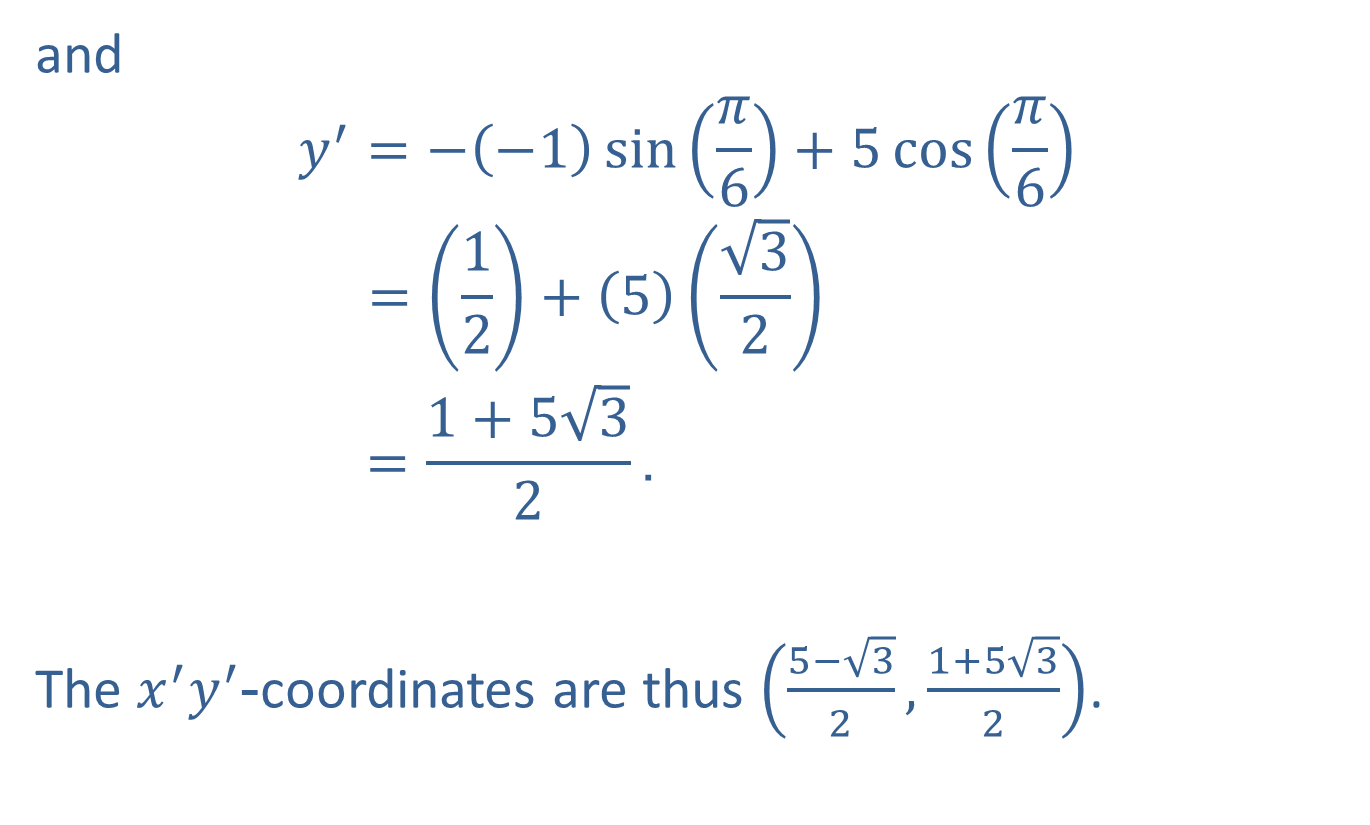 and
y′ = −(−1) sin(π/6) + 5 cos(π/6)
= (1/2) + (5)(√3/2)
= (1 + 5√3)/2 .
The x′y′-coordinates are thus ((5−√3)/2, (1+5√3)/2).